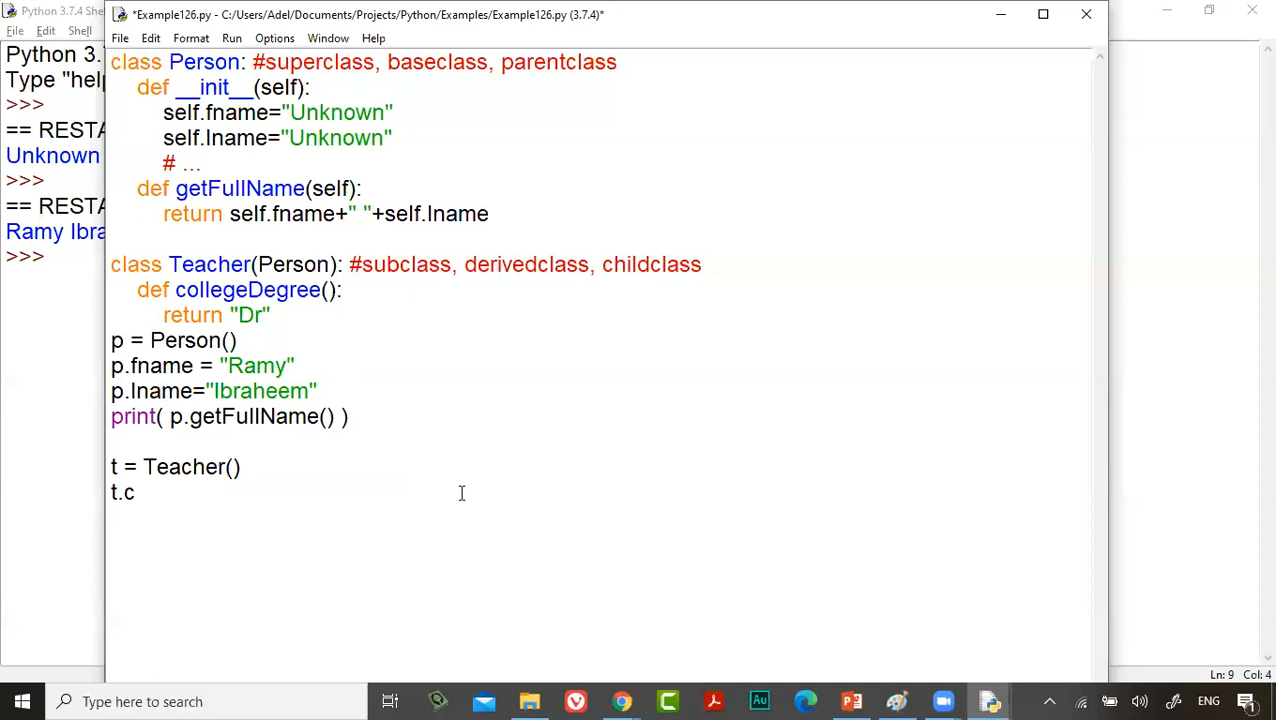 Python 3.7.4 She
*Example126.py - C:/Users/Adel/Documents/Projects/Python/Examples/Example126.py (3.7.4)*
File Edit Shell
File Edit Format Run Options Window Help
Python 3.
Type "help
>>>
== RESTA
Unknown
>>>
== RESTA
Ramy Ibra
>>>
class Person: #superclass, baseclass, parentclass
def __init__(self):
self.fname="Unknown"
self.lname="Unknown"
# ...
def getFullName(self):
return self.fname+" "+self.lname
class Teacher(Person): #subclass, derivedclass, childclass
def collegeDegree():
return "Dr"
p = Person()
p.fname = "Ramy"
p.lname="Ibraheem"
print( p.getFullName() )
t = Teacher()
t.c
Ln: 9 Col: 4
Type here to search
Au
ENG
1